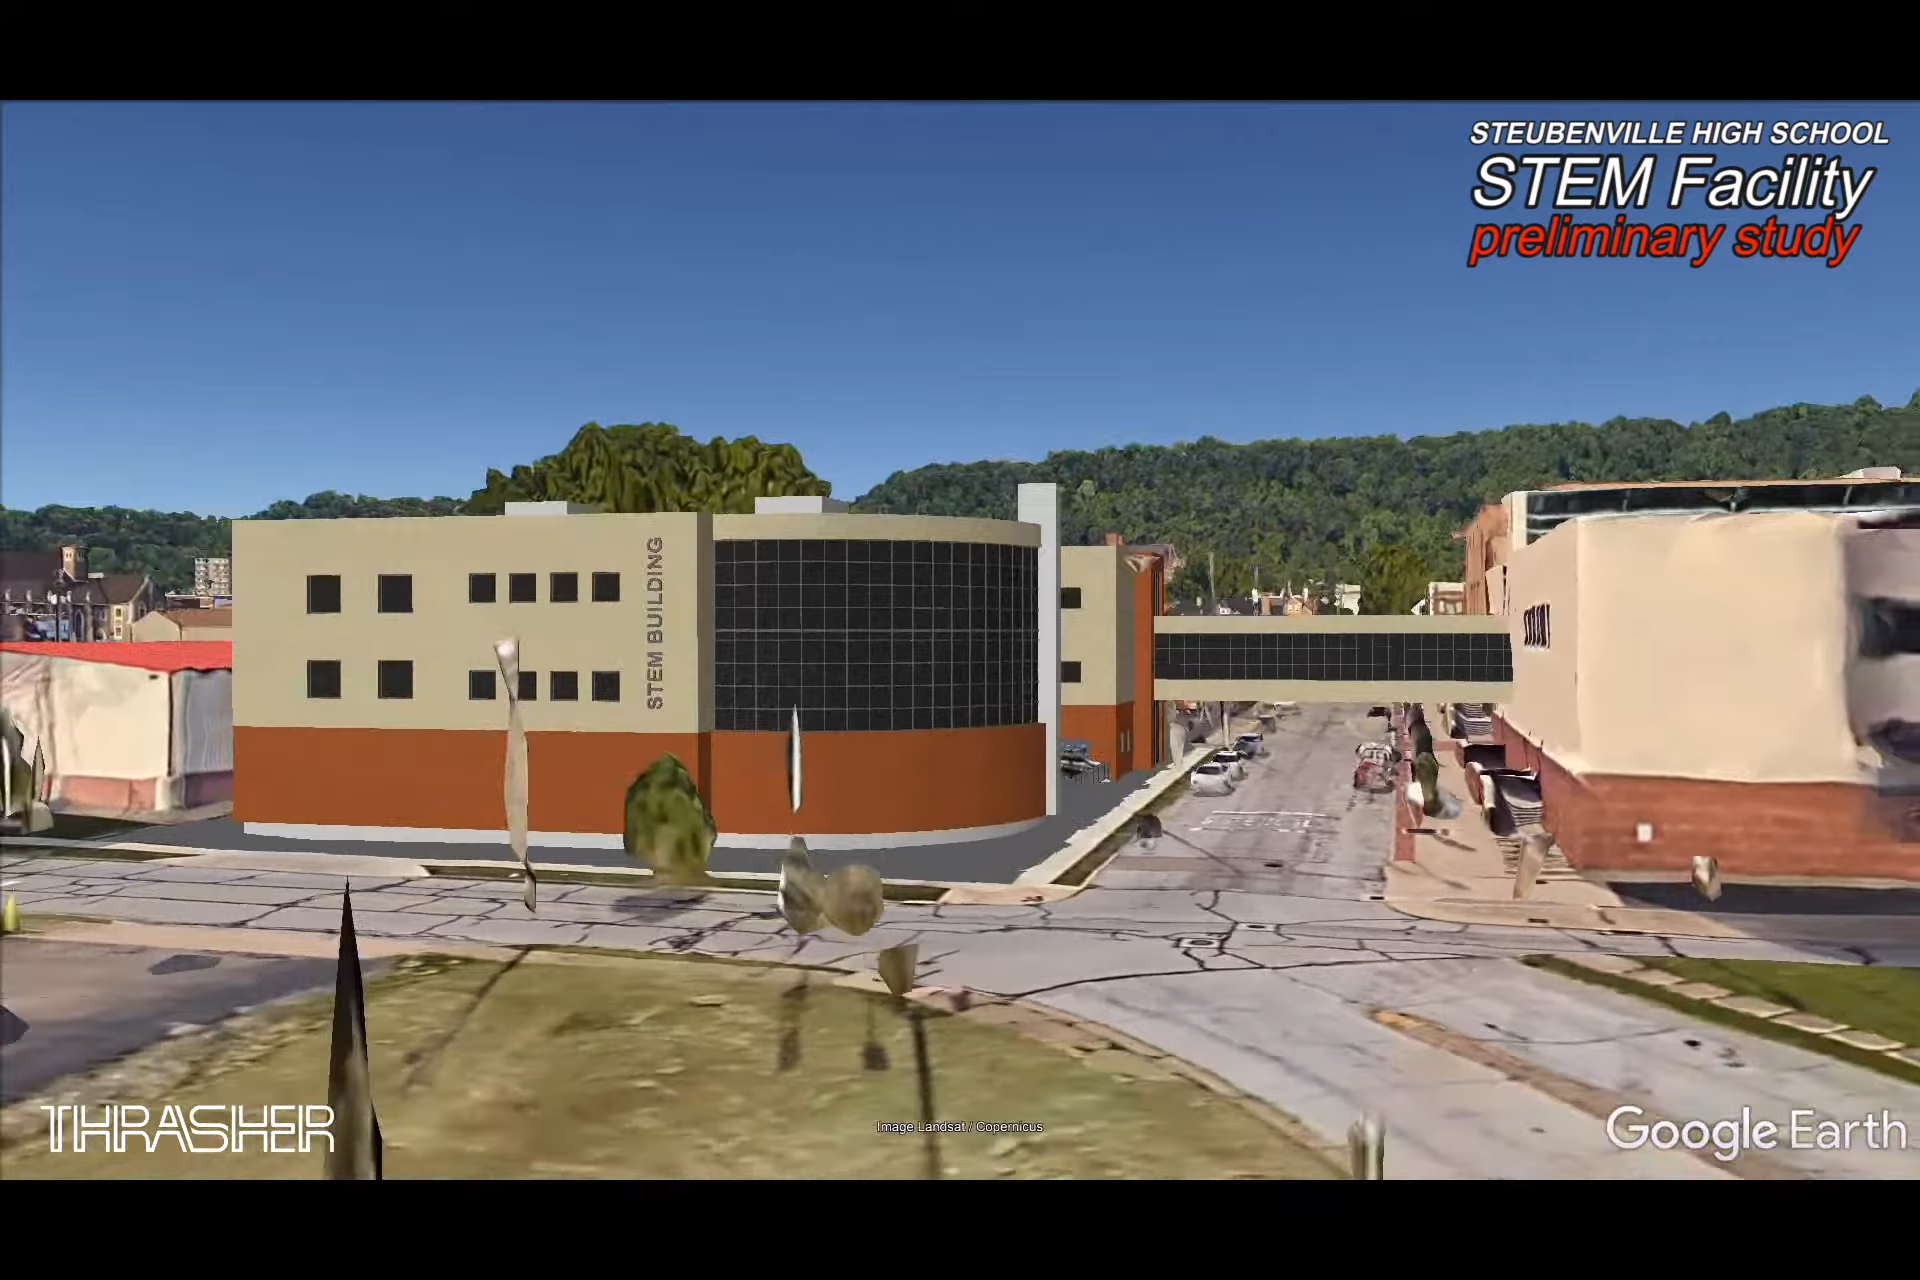 STEUBENVILLE HIGH SCHOOL
STEM Facility
preliminary study
STEM BUILDING
THRASHER
Image Landsat / Copernicus
Google Earth